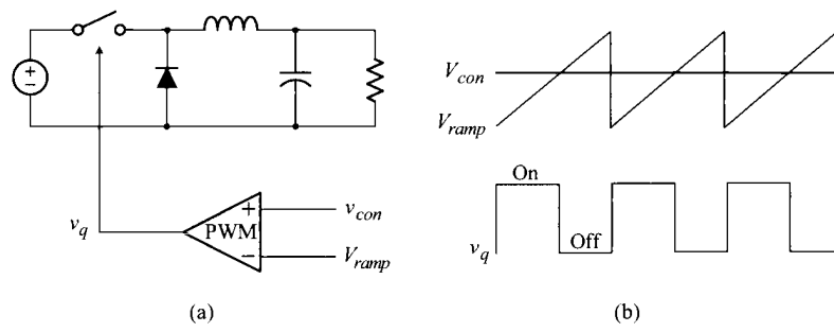 V_con
V_ramp
On
Off
v_q
v_q
+
PWM
−
v_con
V_ramp
(a)
(b)